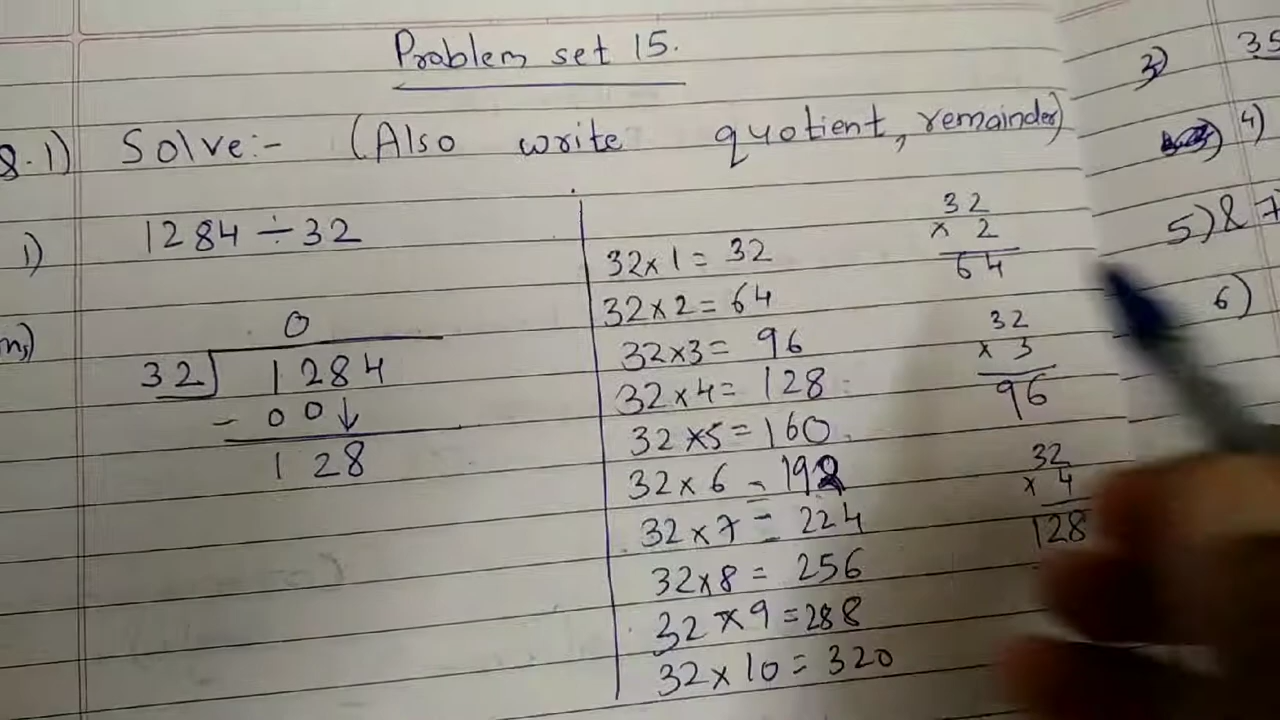 Problem set 15.
Q.1) Solve:- (Also write quotient, remainder)
i) 1284 ÷ 32
0
32) 1284
- 00↓
128
32×1 = 32
32×2 = 64
32×3 = 96
32×4 = 128
32×5 = 160
32×6 = 192
32×7 = 224
32×8 = 256
32×9 = 288
32×10 = 320
32
× 2
64
32
× 3
96
32
× 4
128
3) 35
4)
5) & 7
6)